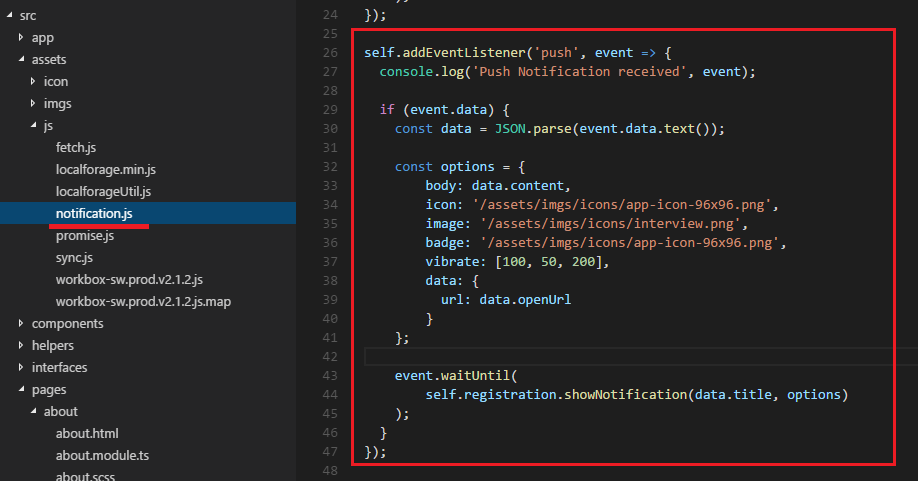 src
app
assets
icon
imgs
js
fetch.js
localforage.min.js
localforageUtil.js
notification.js
promise.js
sync.js
workbox-sw.prod.v2.1.2.js
workbox-sw.prod.v2.1.2.js.map
components
helpers
interfaces
pages
about
about.html
about.module.ts
about.scss
24 });
25
26 self.addEventListener('push', event => {
27 console.log('Push Notification received', event);
28
29 if (event.data) {
30 const data = JSON.parse(event.data.text());
31
32 const options = {
33 body: data.content,
34 icon: '/assets/imgs/icons/app-icon-96x96.png',
35 image: '/assets/imgs/icons/interview.png',
36 badge: '/assets/imgs/icons/app-icon-96x96.png',
37 vibrate: [100, 50, 200],
38 data: {
39 url: data.openUrl
40 }
41 };
42
43 event.waitUntil(
44 self.registration.showNotification(data.title, options)
45 );
46 }
47 });
48